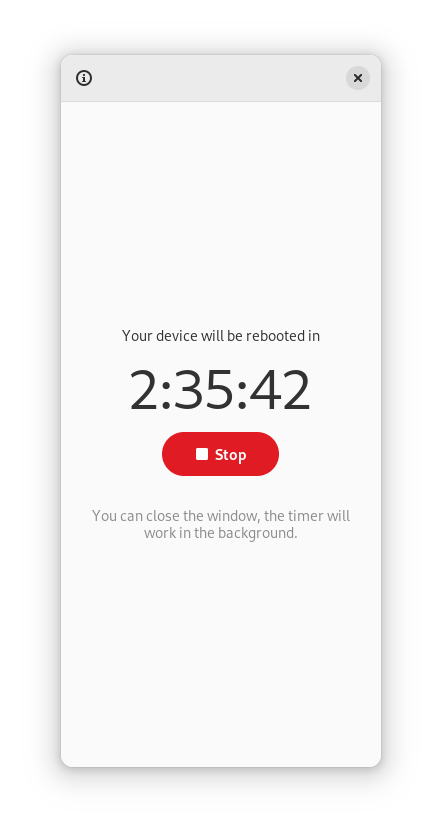 Your device will be rebooted in
2:35:42
Stop
You can close the window, the timer will
work in the background.